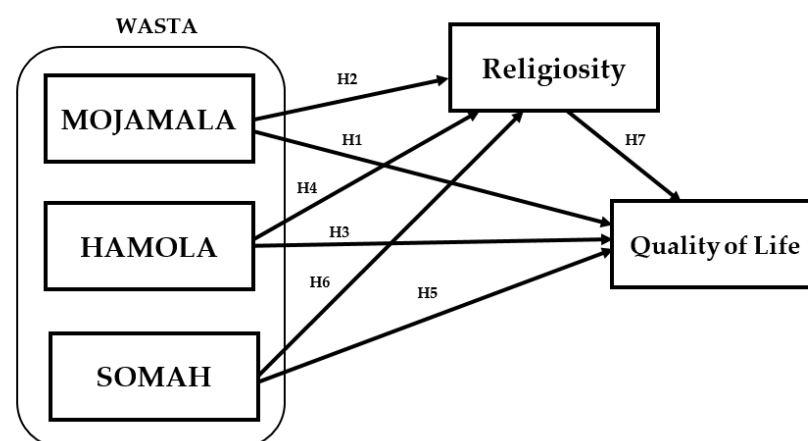 WASTA
MOJAMALA
HAMOLA
SOMAH
Religiosity
Quality of Life
H2
H1
H4
H3
H6
H5
H7